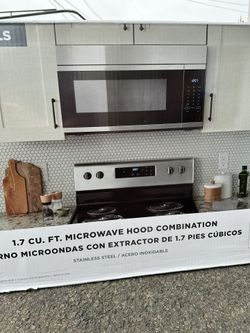 LS
1.7 CU. FT. MICROWAVE HOOD COMBINATION
RNO MICROONDAS CON EXTRACTOR DE 1.7 PIES CÚBICOS
STAINLESS STEEL / ACERO INOXIDABLE